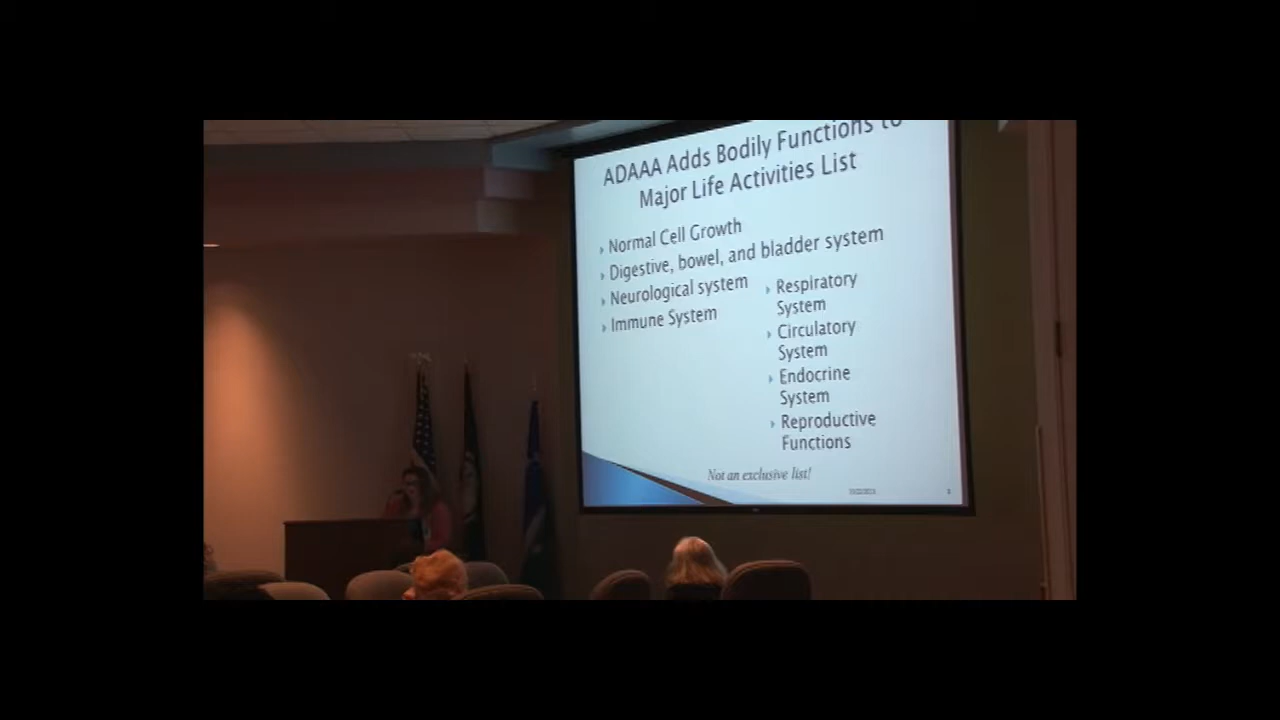 ADAAA Adds Bodily Functions to
Major Life Activities List
Normal Cell Growth
Digestive, bowel, and bladder system
Neurological system
Immune System
Respiratory
System
Circulatory
System
Endocrine
System
Reproductive
Functions
Not an exclusive list!